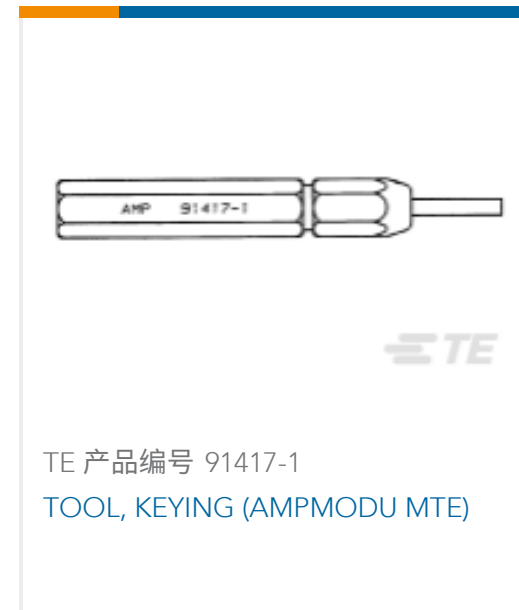 AMP 91417-1
TE
TE 产品编号 91417-1
TOOL, KEYING (AMPMODU MTE)